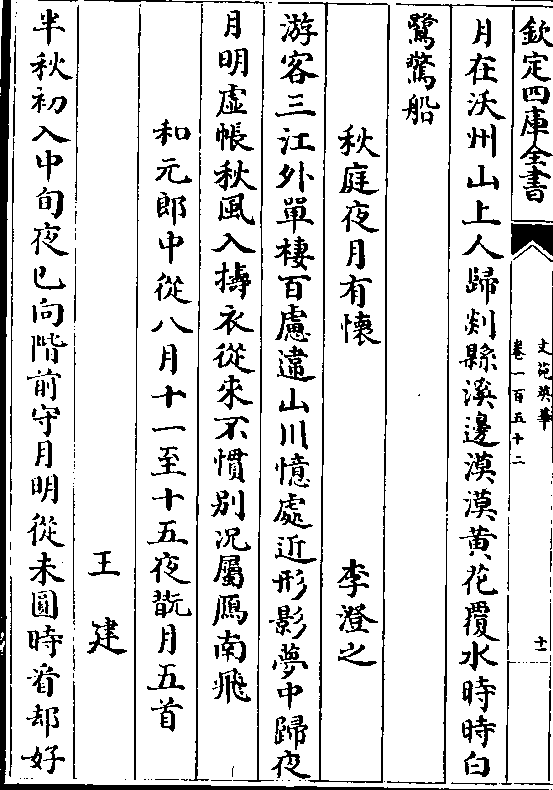 欽定四庫全書
文苑英華
卷一百五十二
十一
月在沃州山上人歸剡縣溪邊漠漠黄花覆水時時白
鷺驚船
秋庭夜月有懷 李澄之
游客三江外單棲百慮違山川憶處近形影夢中歸夜
月明虚帳秋風入擣衣從來不慣别况屬鴈南飛
和元郎中從八月十一至十五夜翫月五首
王建
半秋初入中旬夜已向階前守月明從未圓時看却好